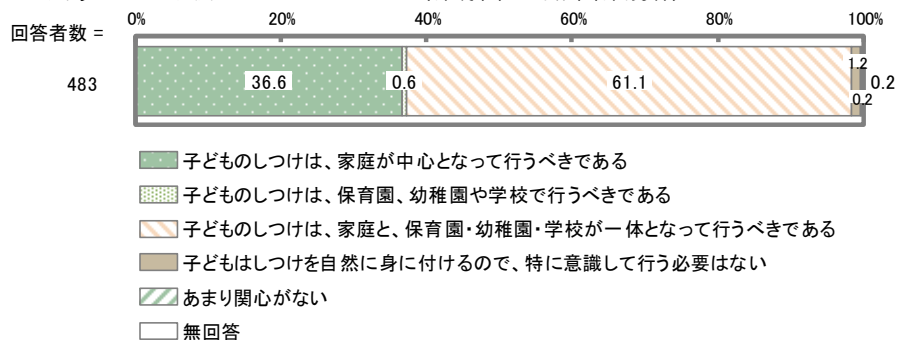 0% 20% 40% 60% 80% 100%
回答者数 =
483
36.6 0.6 61.1 1.2 0.2 0.2
子どものしつけは、家庭が中心となって行うべきである
子どものしつけは、保育園、幼稚園や学校で行うべきである
子どものしつけは、家庭と、保育園・幼稚園・学校が一体となって行うべきである
子どもはしつけを自然に身に付けるので、特に意識して行う必要はない
あまり関心がない
無回答